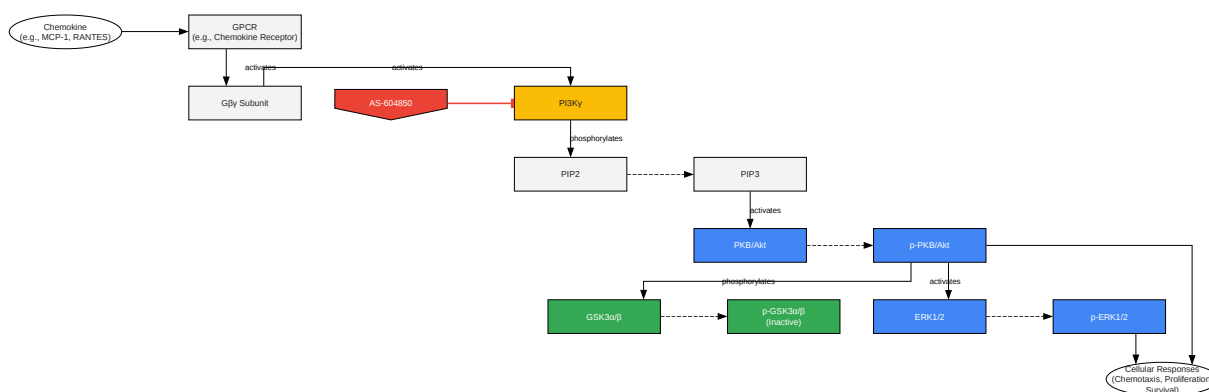 Chemokine
(e.g., MCP-1, RANTES)
GPCR
(e.g., Chemokine Receptor)
activates
activates
Gβγ Subunit
AS-604850
PI3Kγ
phosphorylates
PIP2
PIP3
activates
PKB/Akt
p-PKB/Akt
phosphorylates
activates
GSK3α/β
p-GSK3α/β
(Inactive)
ERK1/2
p-ERK1/2
Cellular Responses
(Chemotaxis, Proliferation
Survival)